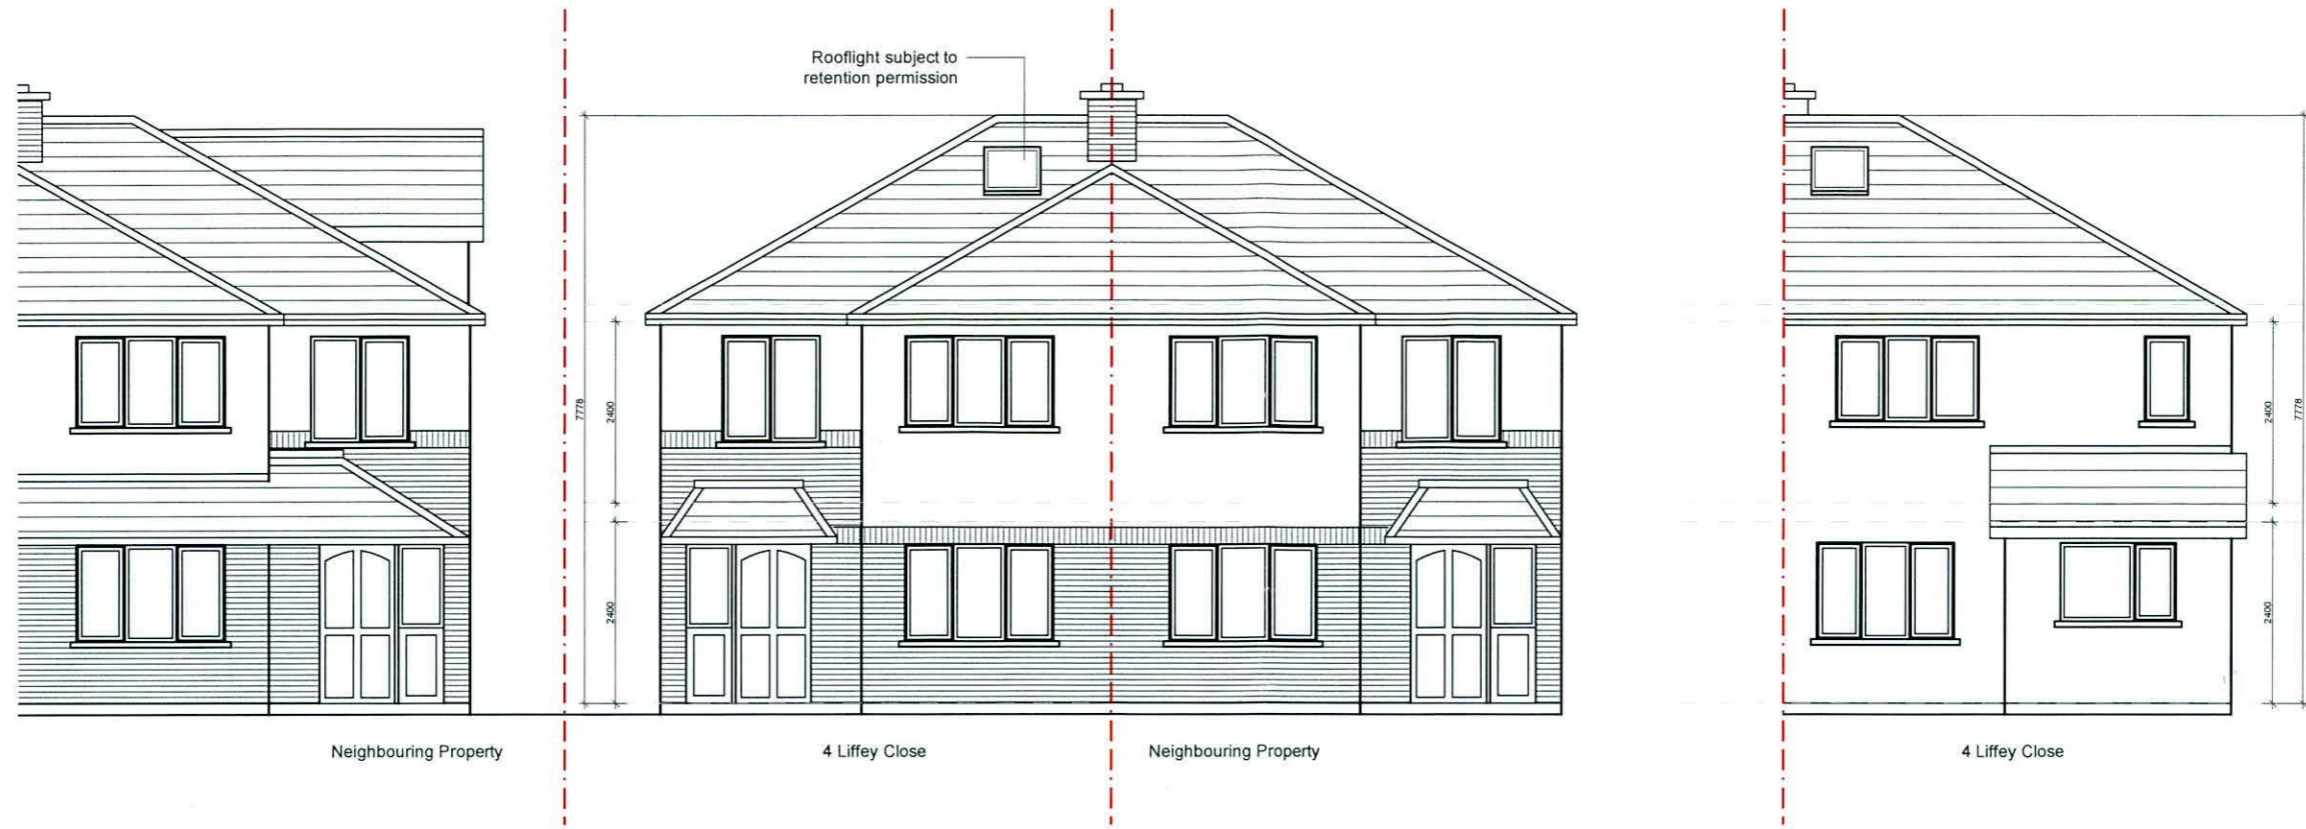 Rooflight subject to
retention permission
7778
2400
2400
2400
7778
2400
Neighbouring Property
4 Liffey Close
Neighbouring Property
4 Liffey Close